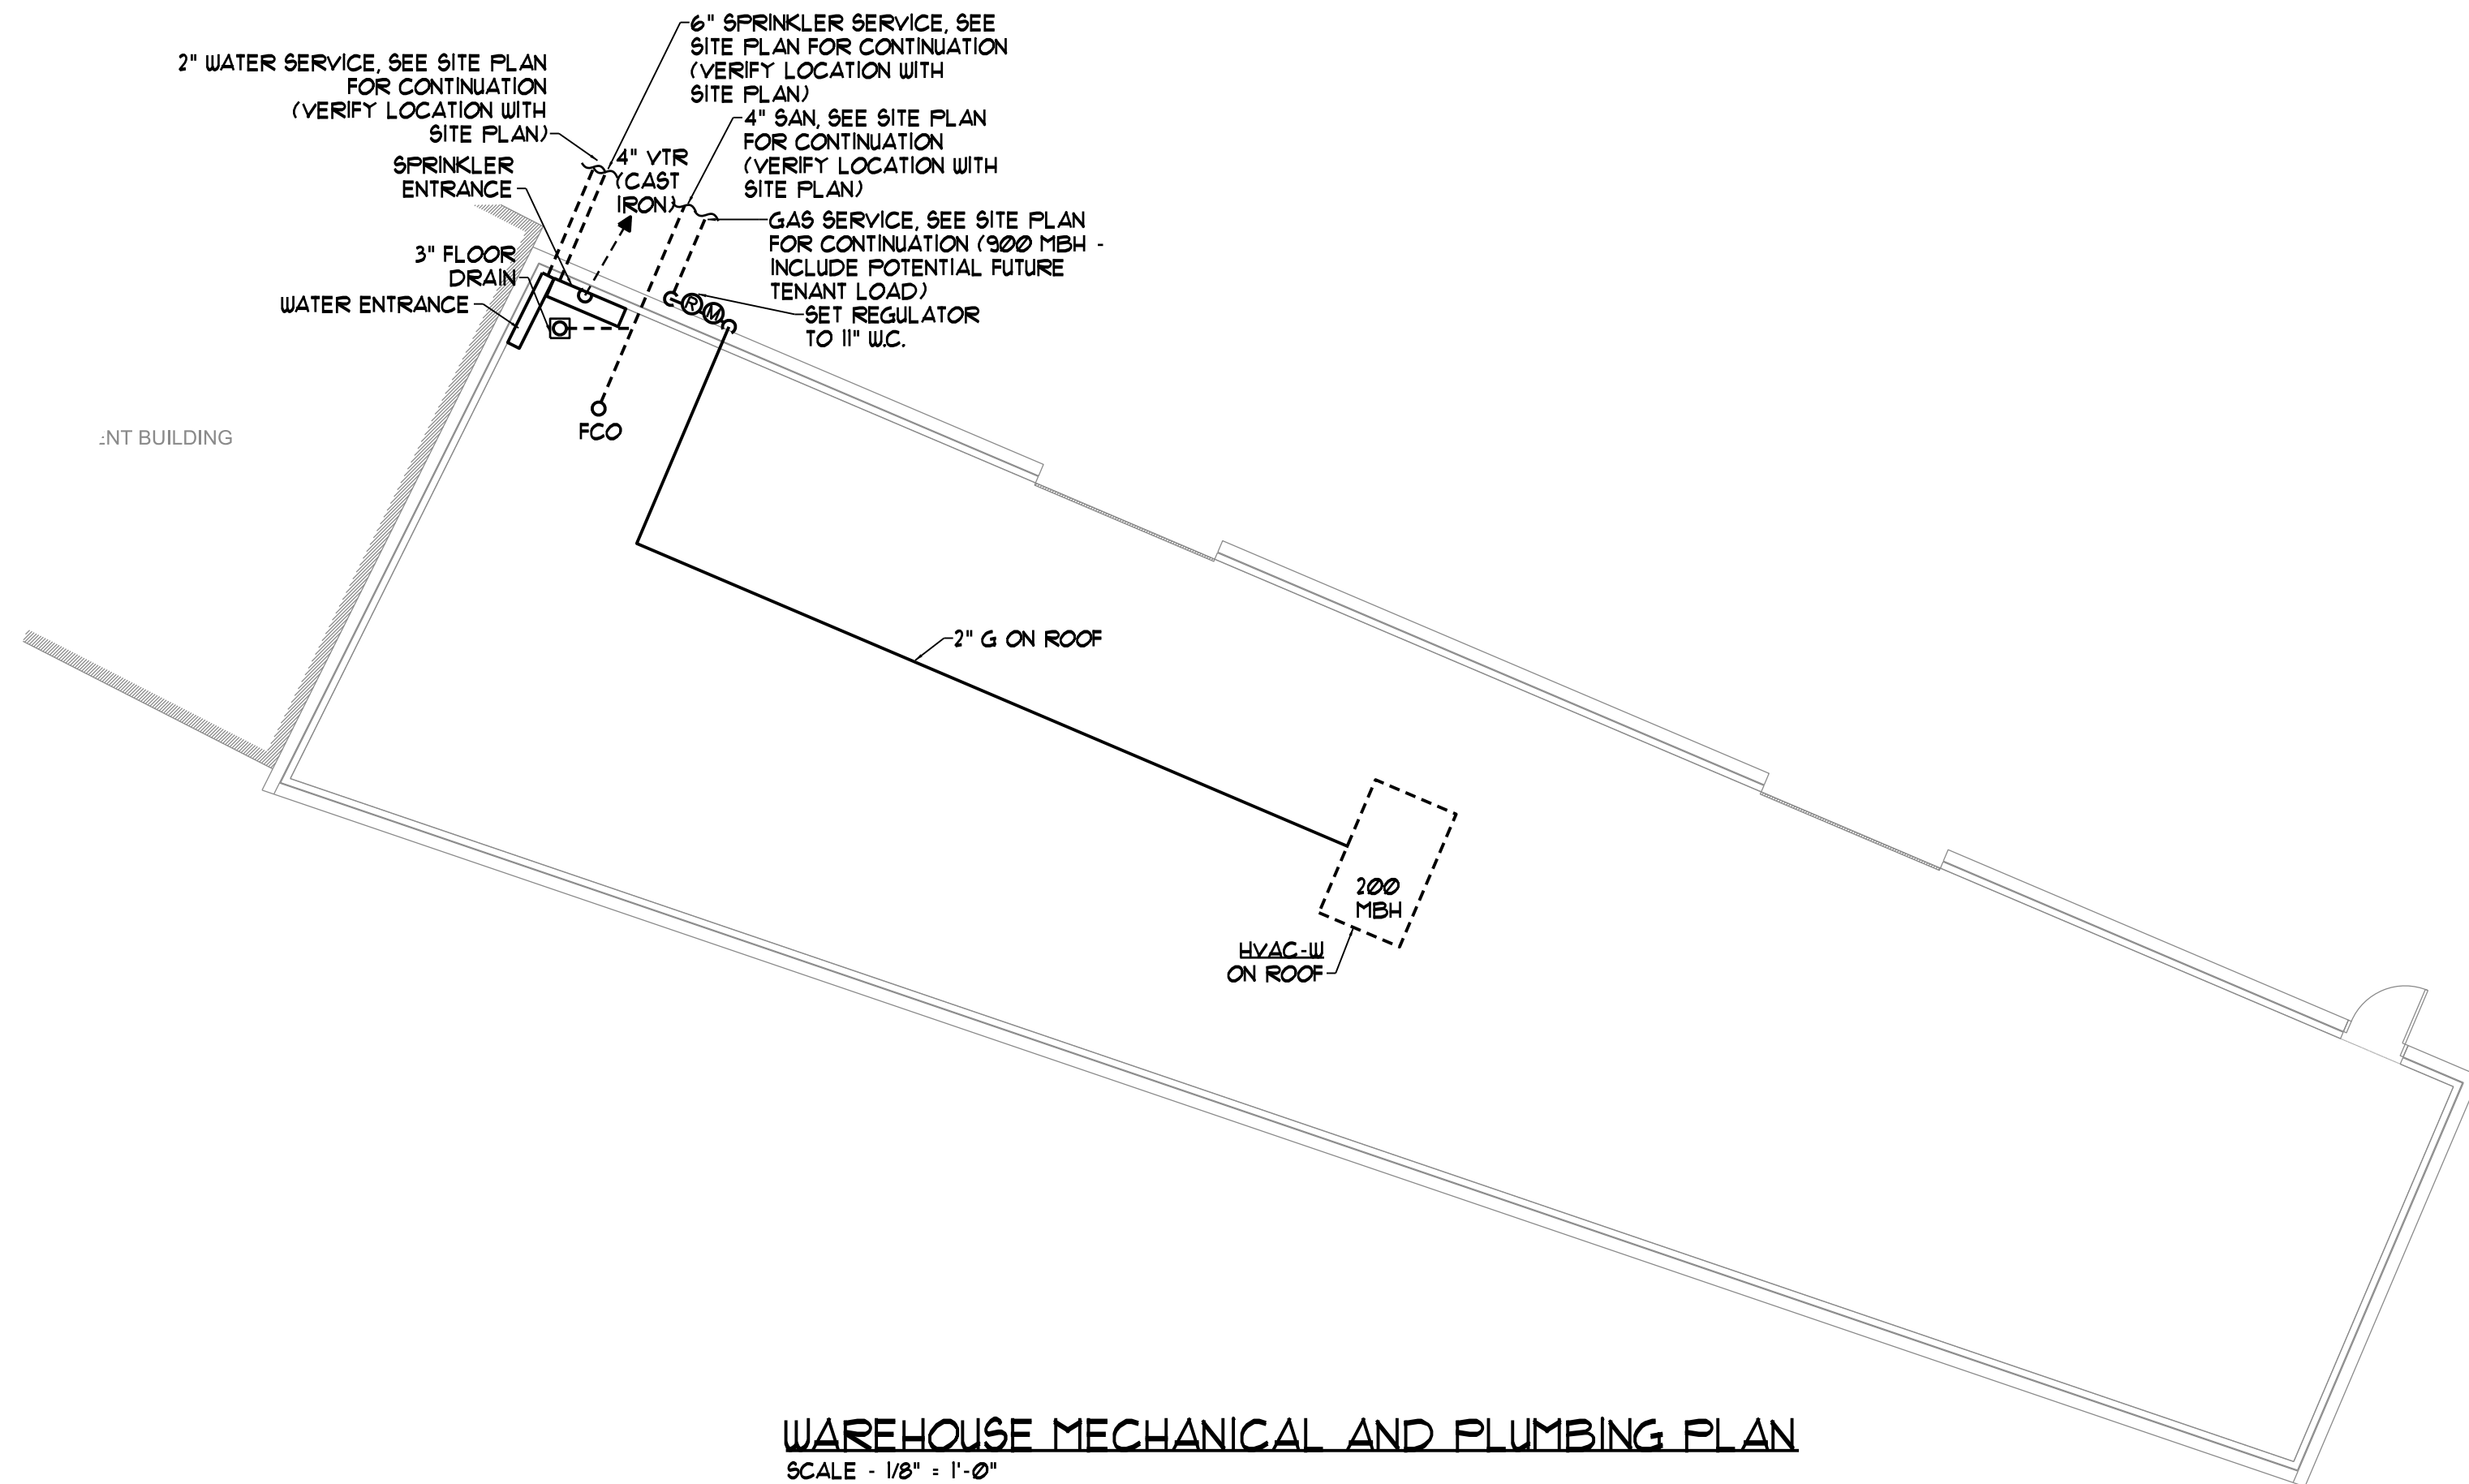 6" SPRINKLER SERVICE, SEE
SITE PLAN FOR CONTINUATION
(VERIFY LOCATION WITH
SITE PLAN)
2" WATER SERVICE, SEE SITE PLAN
FOR CONTINUATION
(VERIFY LOCATION WITH
SITE PLAN)
4" SAN, SEE SITE PLAN
FOR CONTINUATION
(VERIFY LOCATION WITH
SITE PLAN)
4" VTR
(CAST
IRON)
SPRINKLER
ENTRANCE
GAS SERVICE, SEE SITE PLAN
FOR CONTINUATION (900 MBH -
INCLUDE POTENTIAL FUTURE
TENANT LOAD)
3" FLOOR
DRAIN
WATER ENTRANCE
R M
SET REGULATOR
TO 11" W.C.
FCO
NT BUILDING
2" G ON ROOF
200
MBH
HVAC-W
ON ROOF
WAREHOUSE MECHANICAL AND PLUMBING PLAN
SCALE - 1/8" = 1'-0"